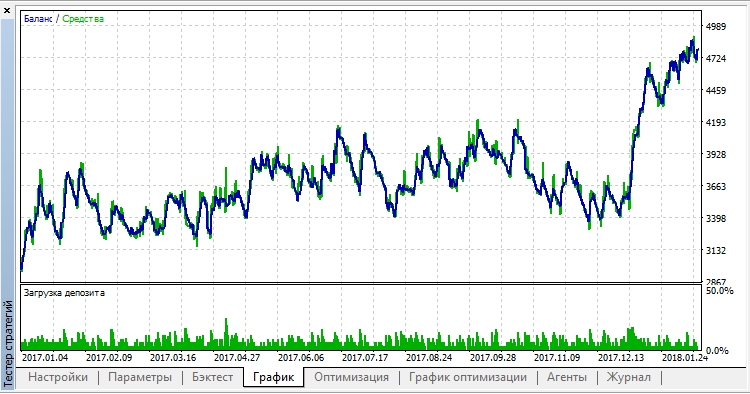 Баланс / Средства
4989
4724
4459
4193
3928
3663
3398
3132
2867
Загрузка депозита
50.0%
0.0%
2017.01.04 2017.02.09 2017.03.16 2017.04.27 2017.06.06 2017.07.17 2017.08.24 2017.09.28 2017.11.09 2017.12.13 2018.01.24
Тестер стратегий
Настройки | Параметры | Бэктест | График | Оптимизация | График оптимизации | Агенты | Журнал |